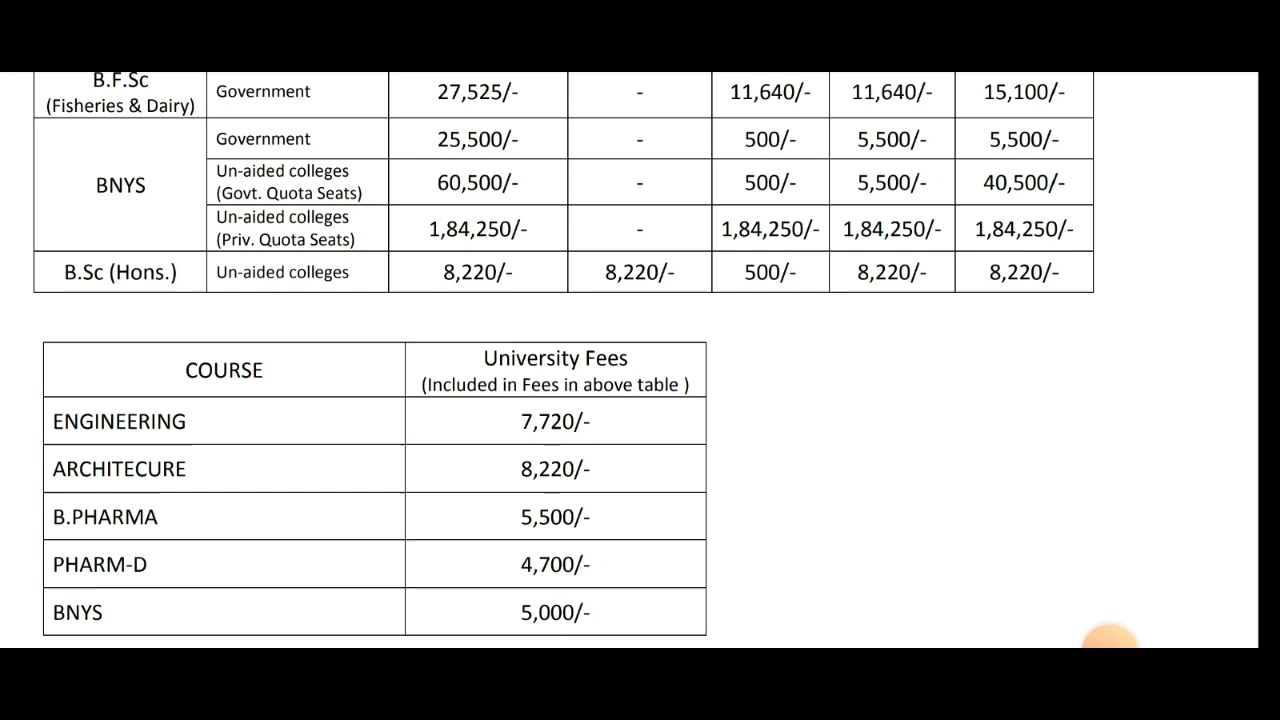 B.F.Sc
(Fisheries & Dairy) Government 27,525/- - 11,640/- 11,640/- 15,100/-
BNYS
Government 25,500/- - 500/- 5,500/- 5,500/-
Un-aided colleges
(Govt. Quota Seats) 60,500/- - 500/- 5,500/- 40,500/-
Un-aided colleges
(Priv. Quota Seats) 1,84,250/- - 1,84,250/- 1,84,250/- 1,84,250/-
B.Sc (Hons.) Un-aided colleges 8,220/- 8,220/- 500/- 8,220/- 8,220/-
COURSE University Fees
(Included in Fees in above table )
ENGINEERING 7,720/-
ARCHITECURE 8,220/-
B.PHARMA 5,500/-
PHARM-D 4,700/-
BNYS 5,000/-